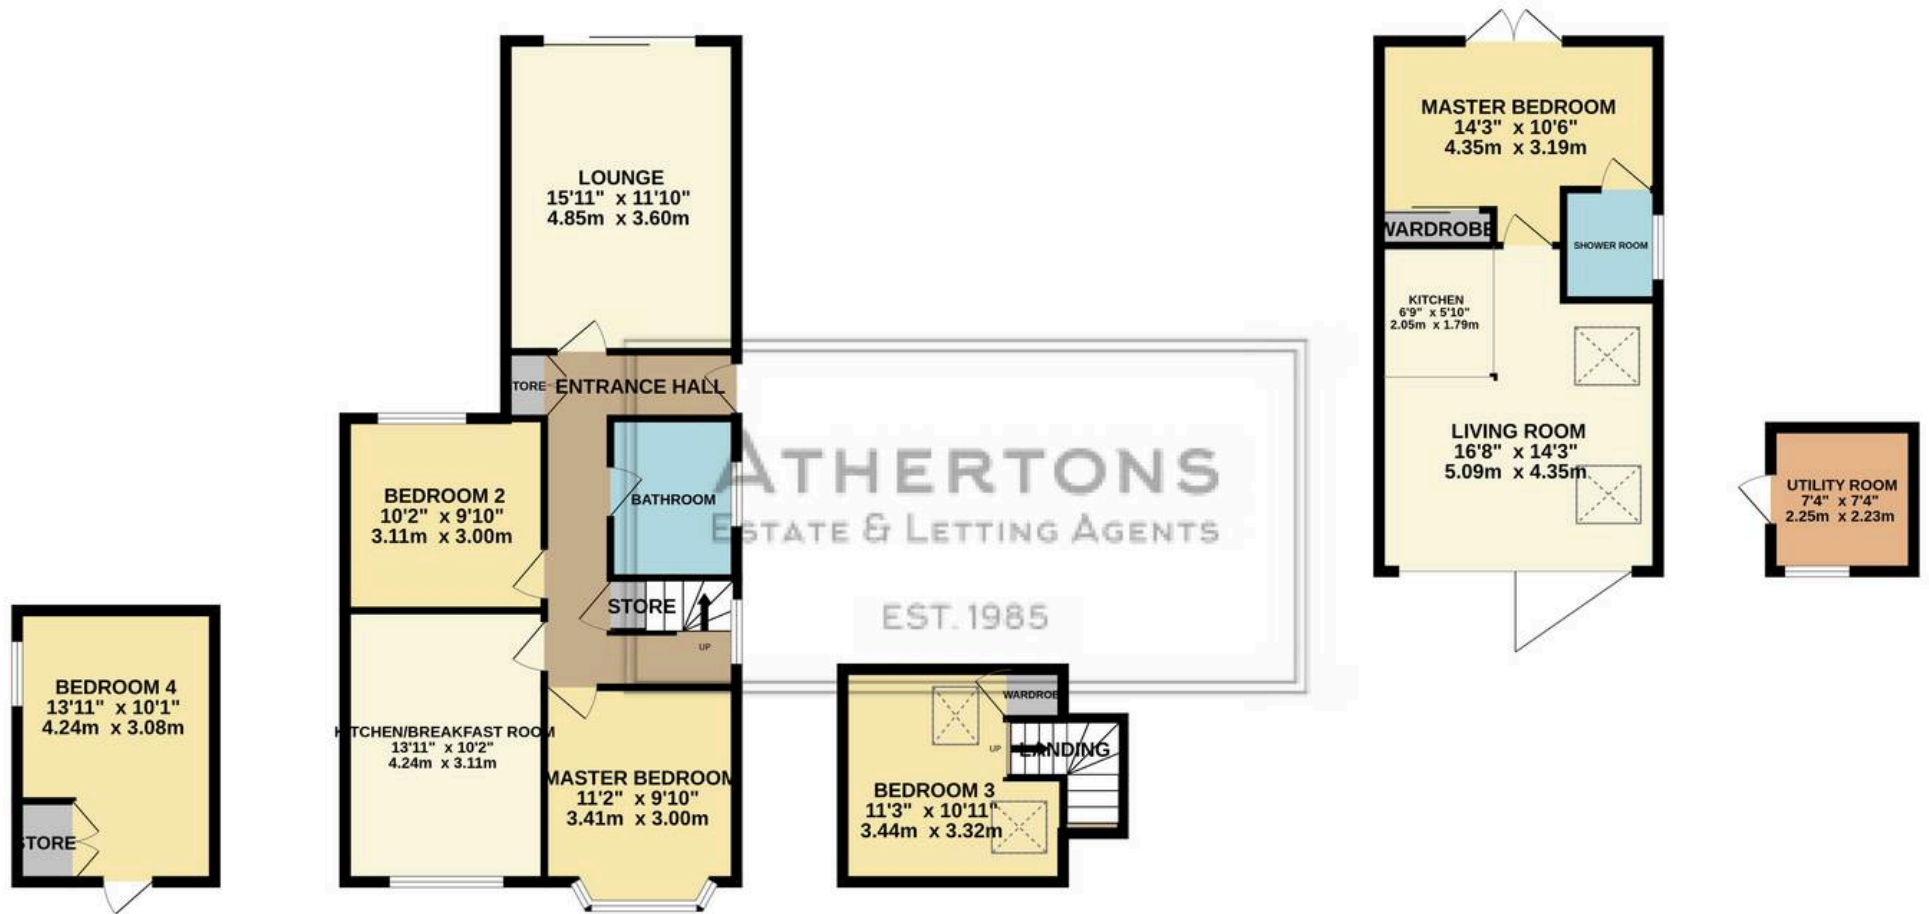 LOUNGE
15'11" x 11'10"
4.85m x 3.60m
TORE
ENTRANCE HALL
BEDROOM 2
10'2" x 9'10"
3.11m x 3.00m
BATHROOM
STORE
UP
KITCHEN/BREAKFAST ROOM
13'11" x 10'2"
4.24m x 3.11m
MASTER BEDROOM
11'2" x 9'10"
3.41m x 3.00m
BEDROOM 4
13'11" x 10'1"
4.24m x 3.08m
STORE
ATHERTONS
ESTATE & LETTING AGENTS
EST. 1985
WARDROBE
UP
LANDING
BEDROOM 3
11'3" x 10'11"
3.44m x 3.32m
MASTER BEDROOM
14'3" x 10'6"
4.35m x 3.19m
WARDROBE
SHOWER ROOM
KITCHEN
6'9" x 5'10"
2.05m x 1.79m
LIVING ROOM
16'8" x 14'3"
5.09m x 4.35m
UTILITY ROOM
7'4" x 7'4"
2.25m x 2.23m